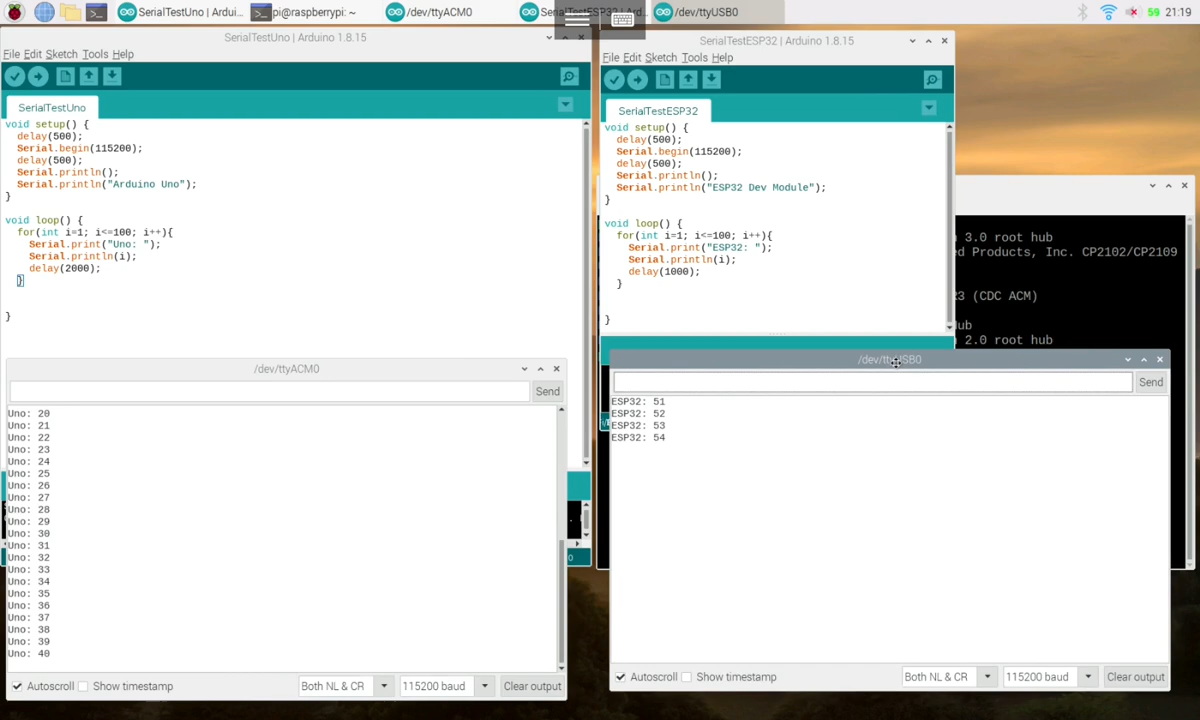 SerialTestUno | Ardui...
pi@raspberrypi: ~
/dev/ttyACM0
/dev/ttyUSB0
59
21:19
SerialTestUno | Arduino 1.8.15
File Edit Sketch Tools Help
SerialTestUno
void setup() {
delay(500);
Serial.begin(115200);
delay(500);
Serial.println();
Serial.println("Arduino Uno");
}
void loop() {
for(int i=1; i<=100; i++){
Serial.print("Uno: ");
Serial.println(i);
delay(2000);
}
}
SerialTestESP32 | Arduino 1.8.15
File Edit Sketch Tools Help
SerialTestESP32
void setup() {
delay(500);
Serial.begin(115200);
delay(500);
Serial.println();
Serial.println("ESP32 Dev Module");
}
void loop() {
for(int i=1; i<=100; i++){
Serial.print("ESP32: ");
Serial.println(i);
delay(1000);
}
}
3.0 root hub
Products, Inc. CP2102/CP2109
(CDC ACM)
2.0 root hub
/dev/ttyACM0
Send
Uno: 20
Uno: 21
Uno: 22
Uno: 23
Uno: 24
Uno: 25
Uno: 26
Uno: 27
Uno: 28
Uno: 29
Uno: 30
Uno: 31
Uno: 32
Uno: 33
Uno: 34
Uno: 35
Uno: 36
Uno: 37
Uno: 38
Uno: 39
Uno: 40
Autoscroll
Show timestamp
Both NL & CR
115200 baud
Clear output
/dev/ttyUSB0
Send
ESP32: 51
ESP32: 52
ESP32: 53
ESP32: 54
Autoscroll
Show timestamp
Both NL & CR
115200 baud
Clear output